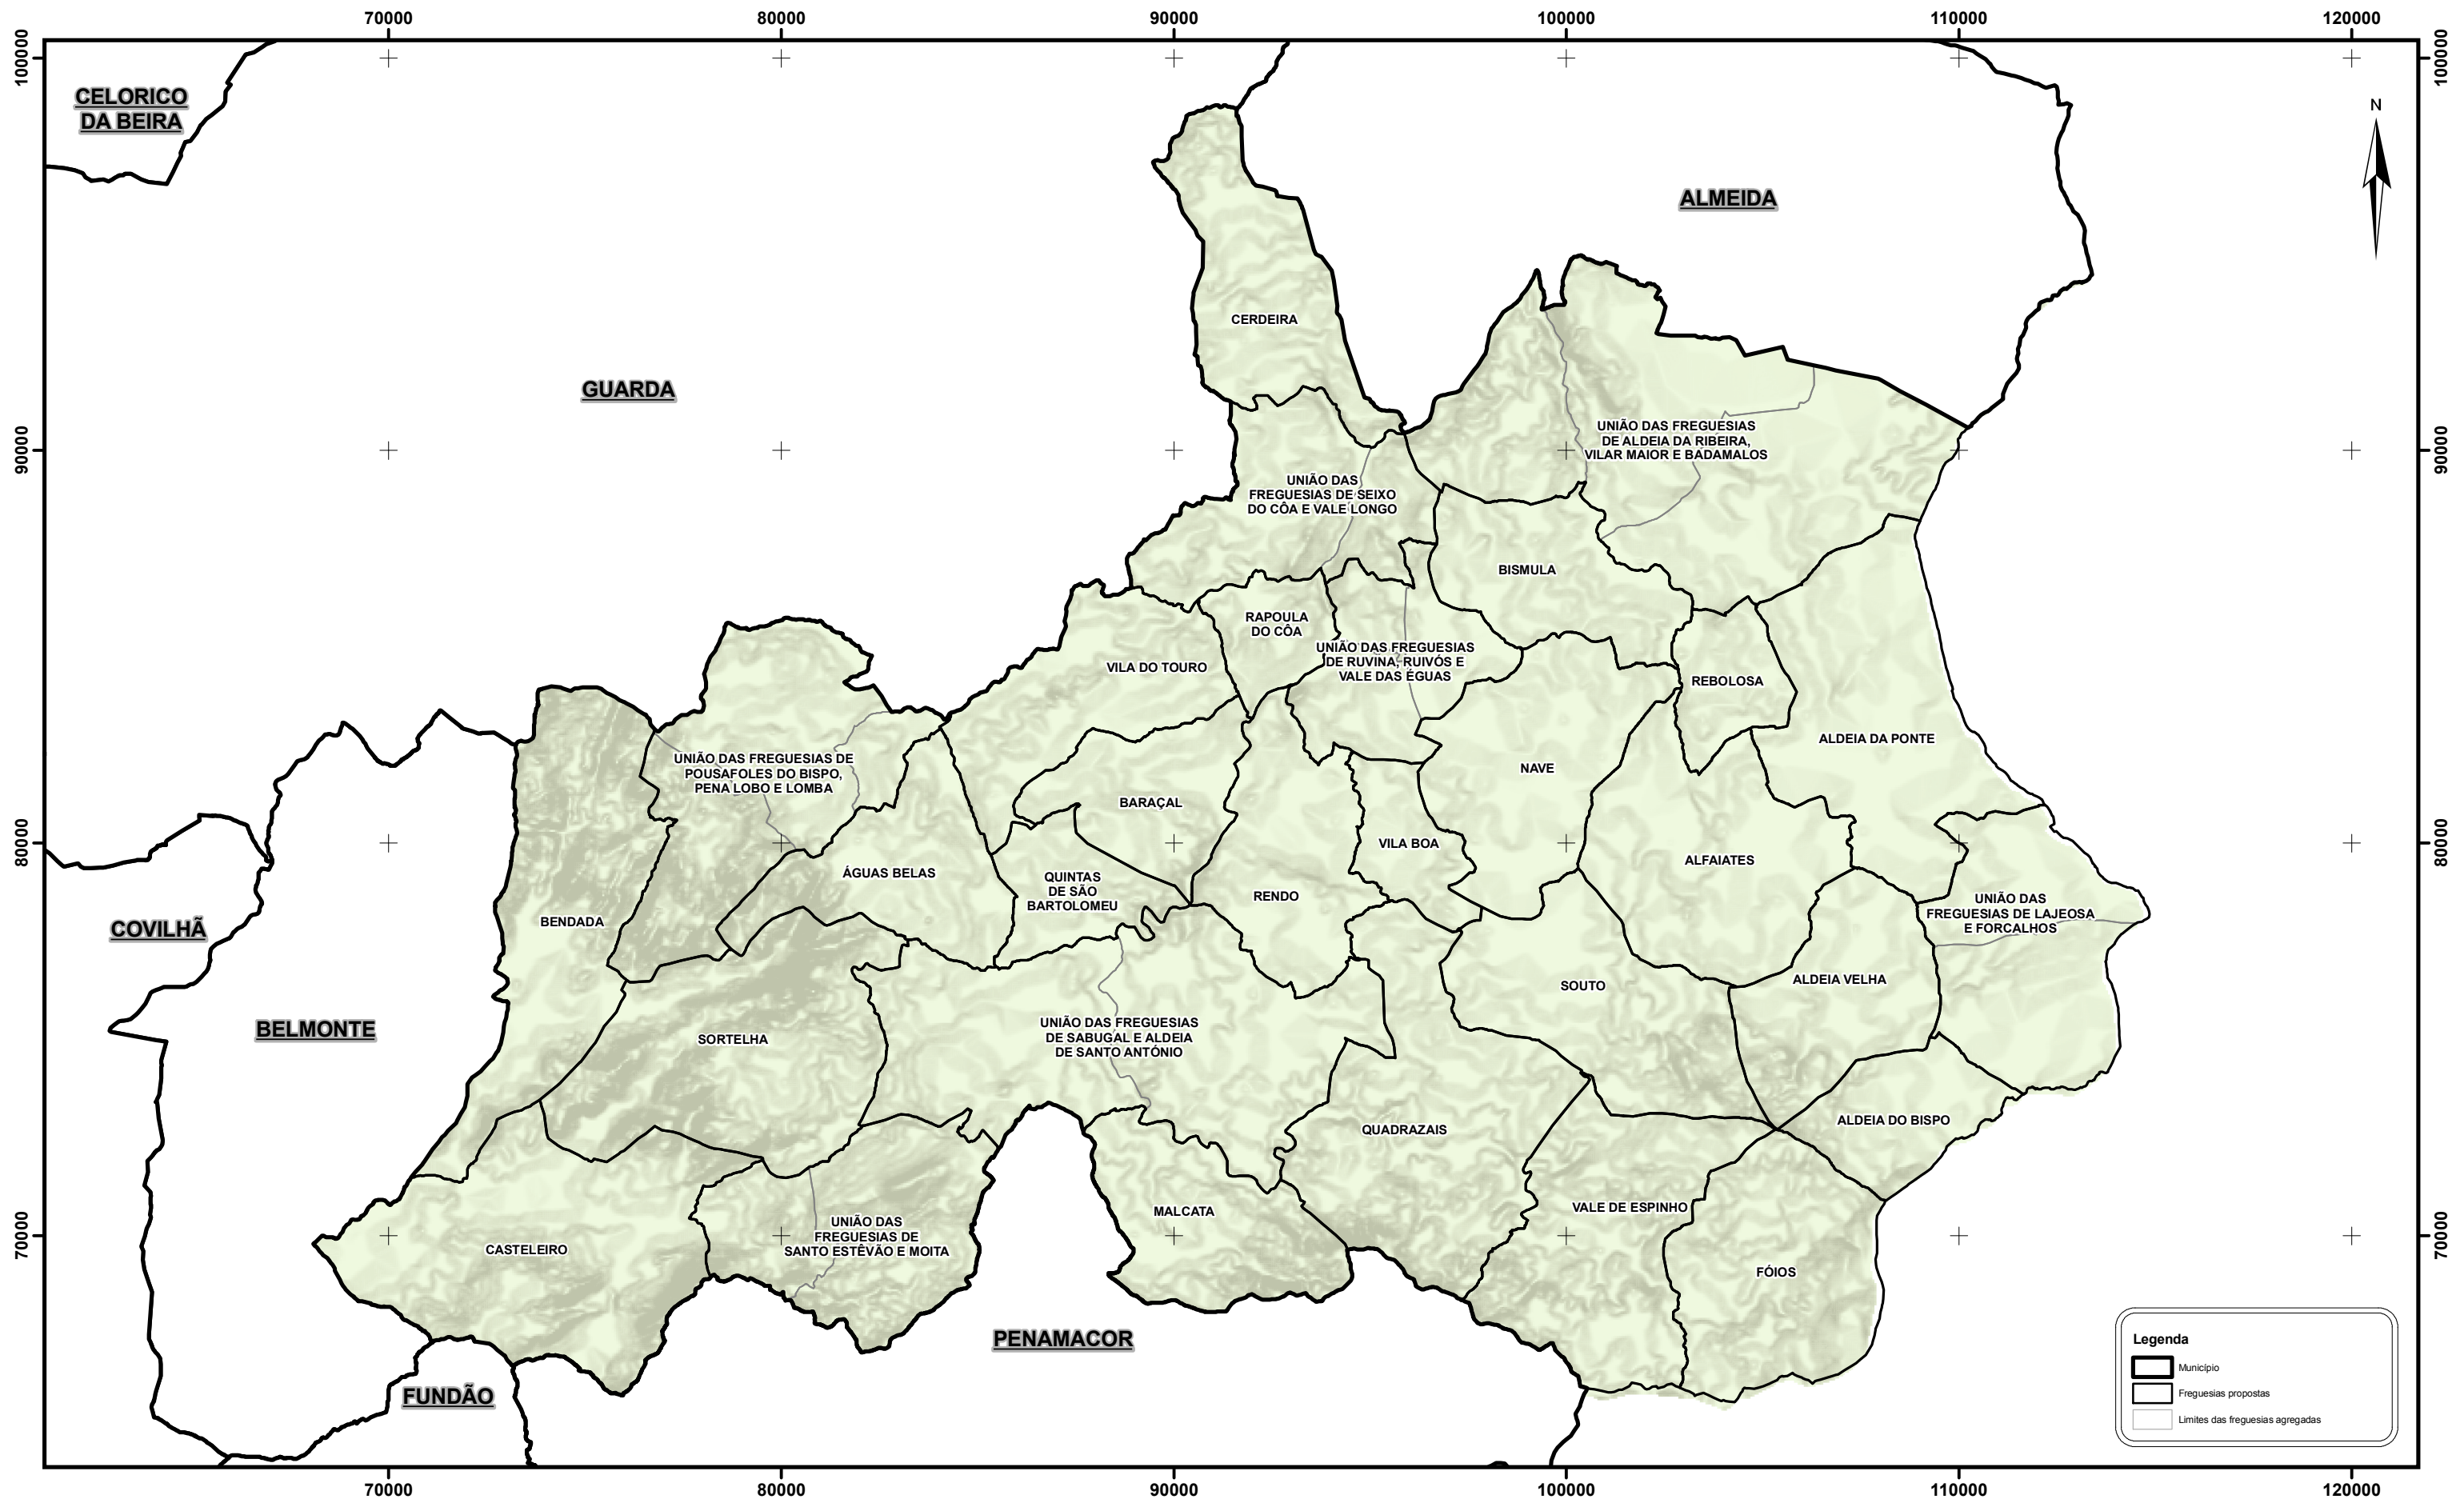 70000
80000
90000
100000
110000
120000
100000
100000
CELORICO
DA BEIRA
N
ALMEIDA
CERDEIRA
GUARDA
90000
90000
UNIÃO DAS FREGUESIAS
DE ALDEIA DA RIBEIRA,
VILAR MAIOR E BADAMALOS
UNIÃO DAS
FREGUESIAS DE SEIXO
DO CÔA E VALE LONGO
BISMULA
RAPOULA
DO CÔA
UNIÃO DAS FREGUESIAS
DE RUVINA, RUIVÓS E
VALE DAS ÉGUAS
VILA DO TOURO
REBOLOSA
ALDEIA DA PONTE
UNIÃO DAS FREGUESIAS DE
POUSAFOLES DO BISPO,
PENA LOBO E LOMBA
NAVE
BARAÇAL
80000
80000
VILA BOA
ALFAIATES
ÁGUAS BELAS
QUINTAS
DE SÃO
BARTOLOMEU
RENDO
UNIÃO DAS
FREGUESIAS DE LAJEOSA
E FORCALHOS
BENDADA
COVILHÃ
ALDEIA VELHA
SOUTO
BELMONTE
SORTELHA
UNIÃO DAS FREGUESIAS
DE SABUGAL E ALDEIA
DE SANTO ANTÓNIO
ALDEIA DO BISPO
QUADRAZAIS
VALE DE ESPINHO
MALCATA
70000
70000
UNIÃO DAS
FREGUESIAS DE
SANTO ESTÊVÃO E MOITA
CASTELEIRO
FÓIOS
PENAMACOR
FUNDÃO
Legenda
Município
Freguesias propostas
Limites das freguesias agregadas
70000
80000
90000
100000
110000
120000